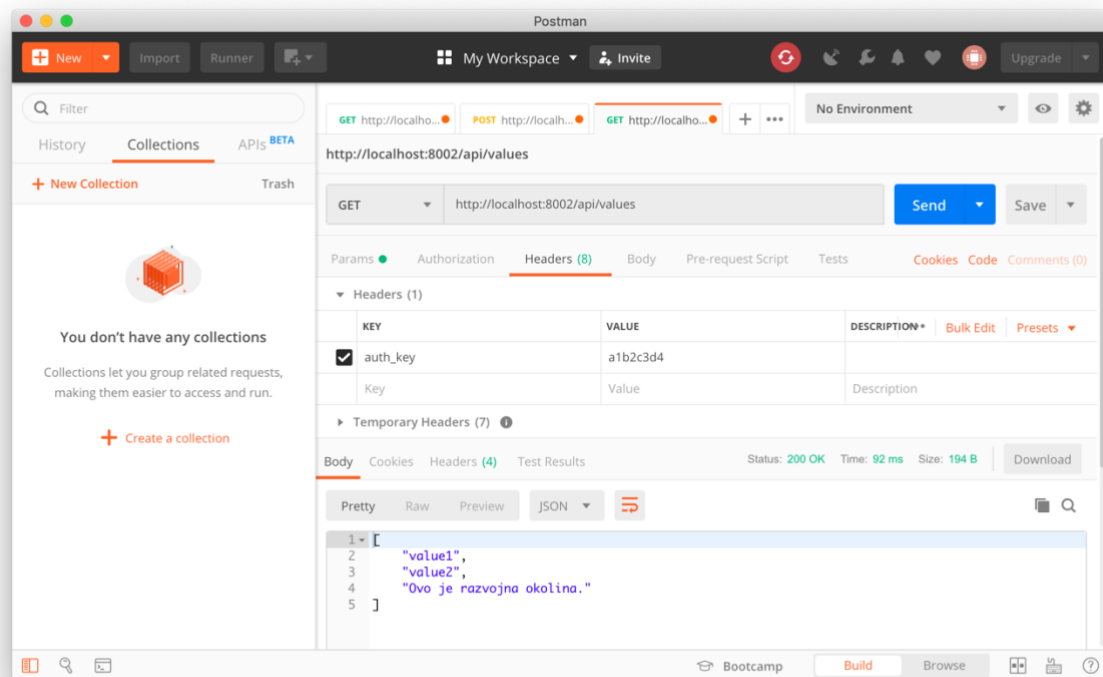 Postman
New Import Runner My Workspace Invite Upgrade
Filter
History Collections APIs BETA
+ New Collection Trash
You don't have any collections
Collections let you group related requests,
making them easier to access and run.
+ Create a collection
GET http://localho... POST http://localh... GET http://localho... + ••• No Environment
http://localhost:8002/api/values
GET http://localhost:8002/api/values Send Save
Params Authorization Headers (8) Body Pre-request Script Tests Cookies Code Comments (0)
Headers (1)
KEY VALUE DESCRIPTION Bulk Edit Presets
auth_key a1b2c3d4
Key Value Description
Temporary Headers (7)
Body Cookies Headers (4) Test Results Status: 200 OK Time: 92 ms Size: 194 B Download
Pretty Raw Preview JSON
1 [
2 "value1",
3 "value2",
4 "Ovo je razvojna okolina."
5 ]
Bootcamp Build Browse